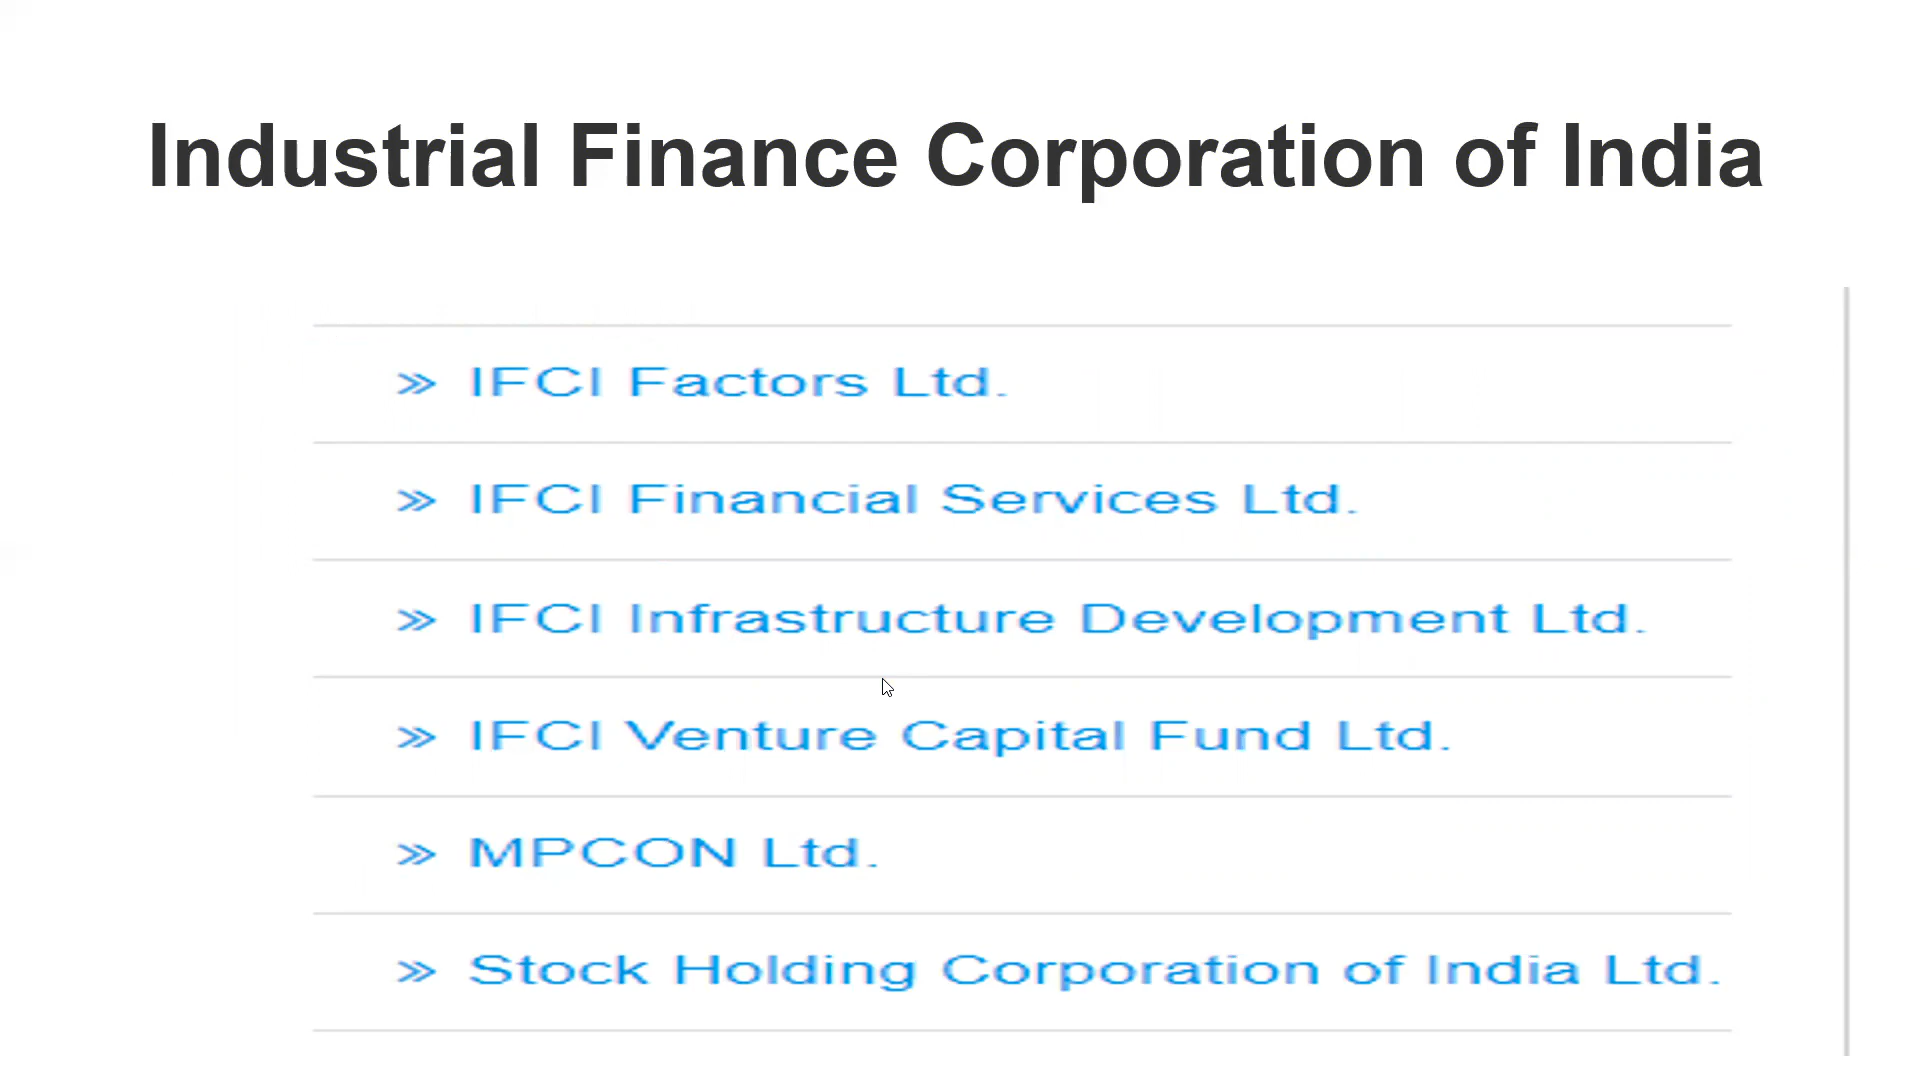 Industrial Finance Corporation of India
» IFCI Factors Ltd.
» IFCI Financial Services Ltd.
» IFCI Infrastructure Development Ltd.
» IFCI Venture Capital Fund Ltd.
» MPCON Ltd.
» Stock Holding Corporation of India Ltd.